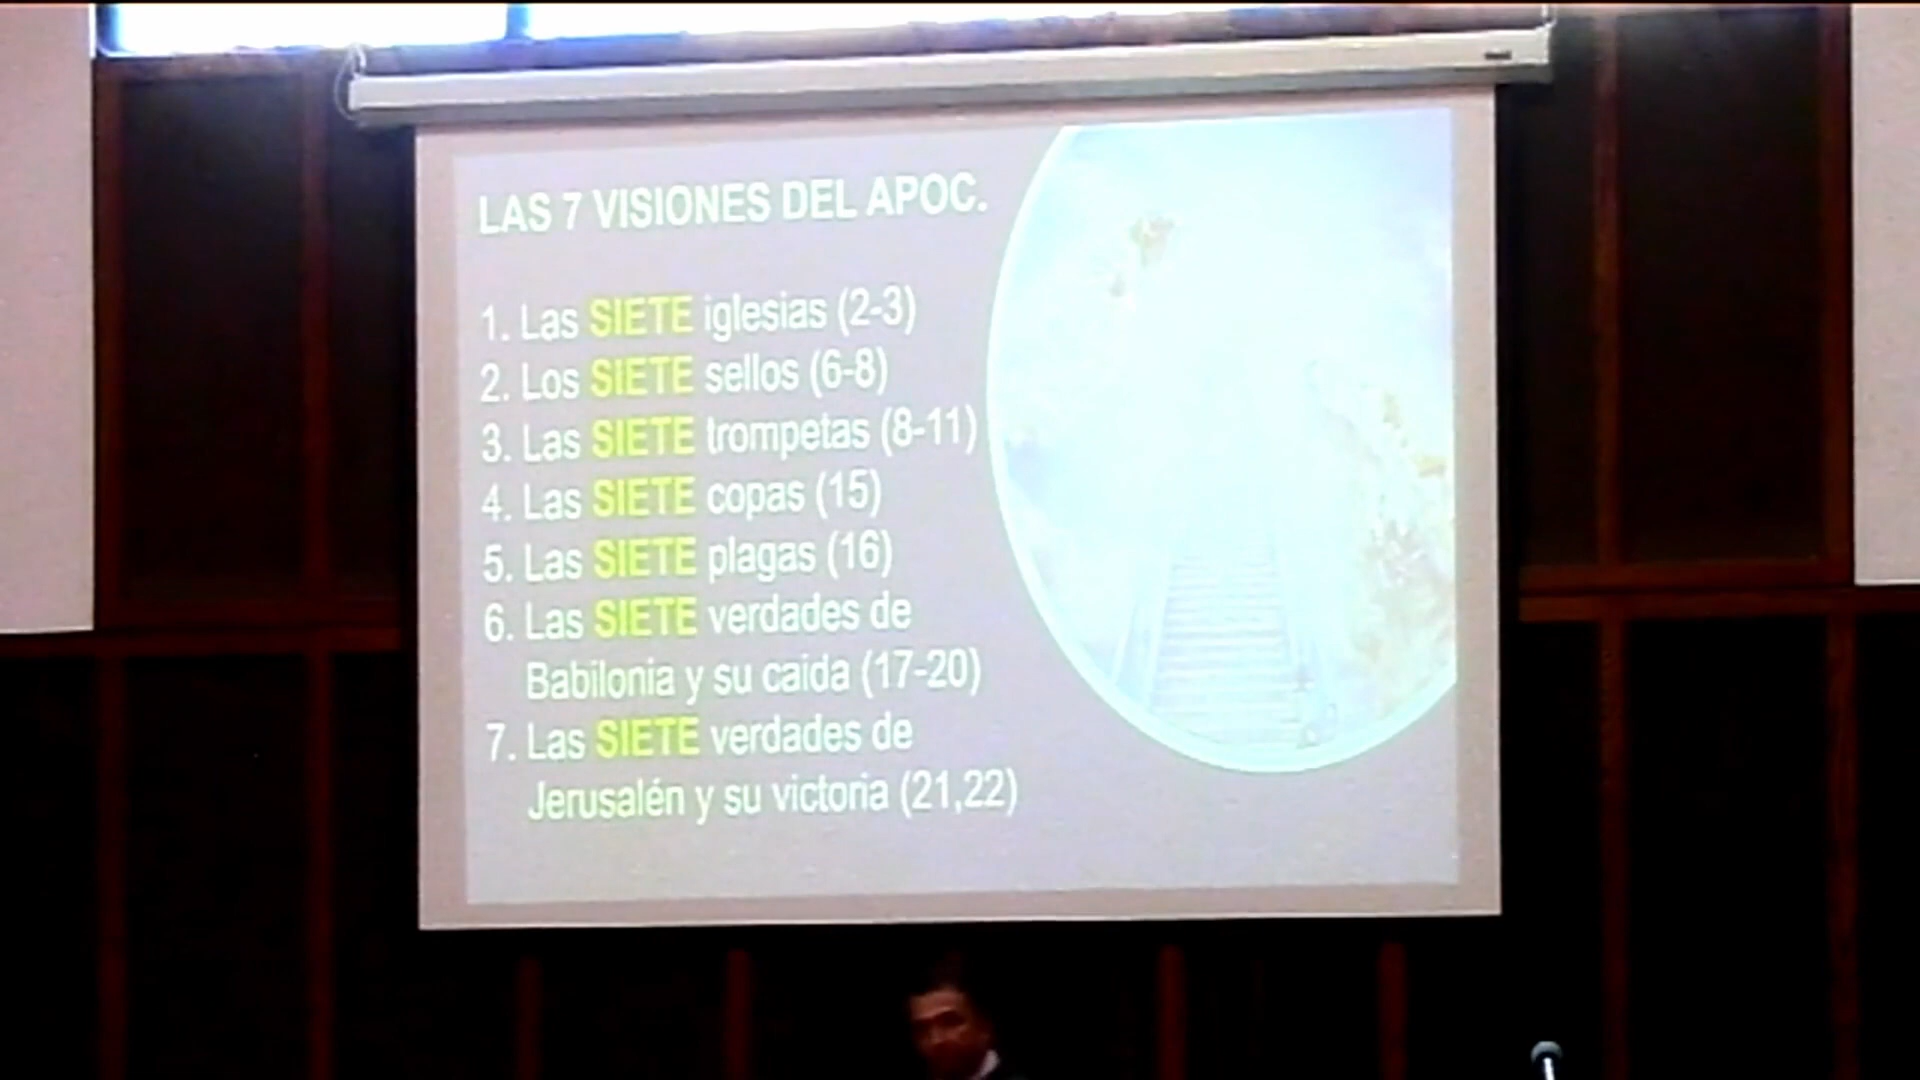 LAS 7 VISIONES DEL APOC.
1. Las SIETE iglesias (2-3)
2. Los SIETE sellos (6-8)
3. Las SIETE trompetas (8-11)
4. Las SIETE copas (15)
5. Las SIETE plagas (16)
6. Las SIETE verdades de
Babilonia y su caida (17-20)
7. Las SIETE verdades de
Jerusalén y su victoria (21,22)